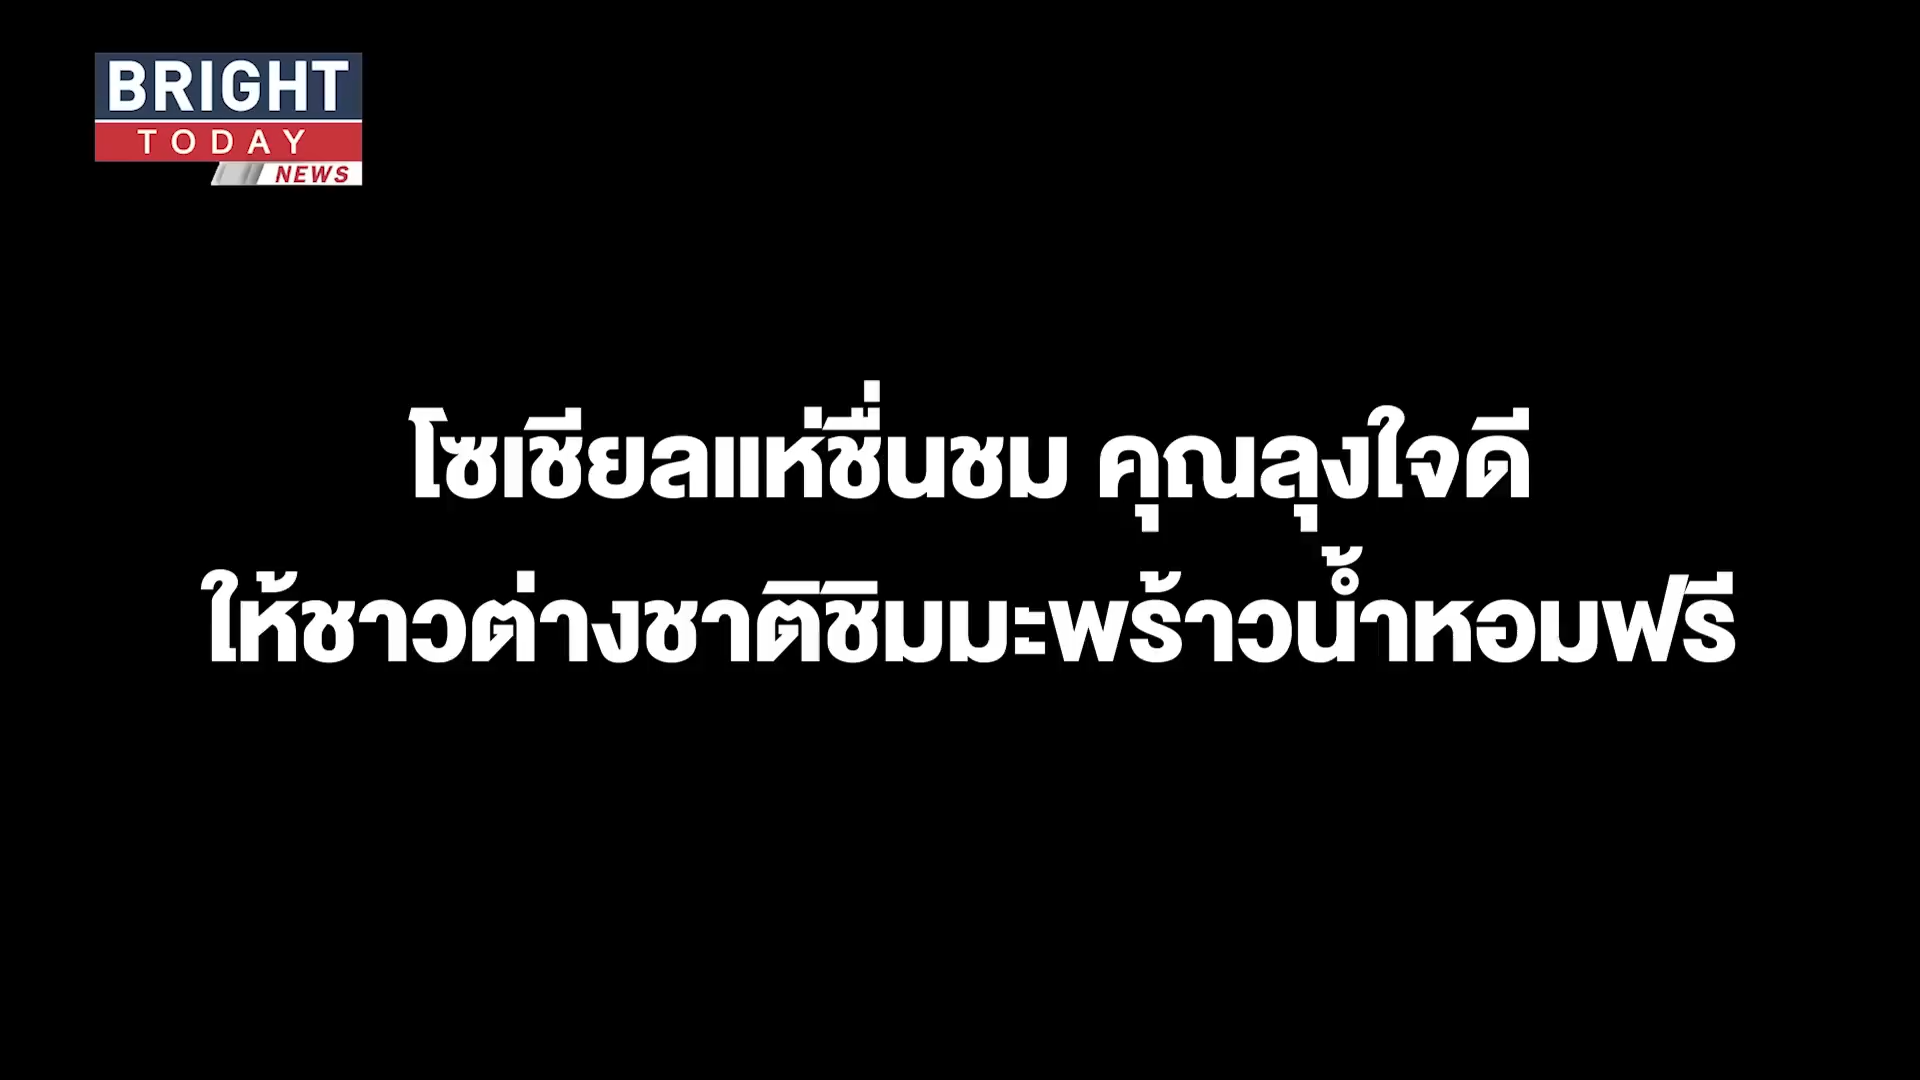 BRIGHT
TODAY
NEWS
โซเชียลแห่ชื่นชม คุณลุงใจดี
ให้ชาวต่างชาติชิมมะพร้าวน้ำหอมฟรี